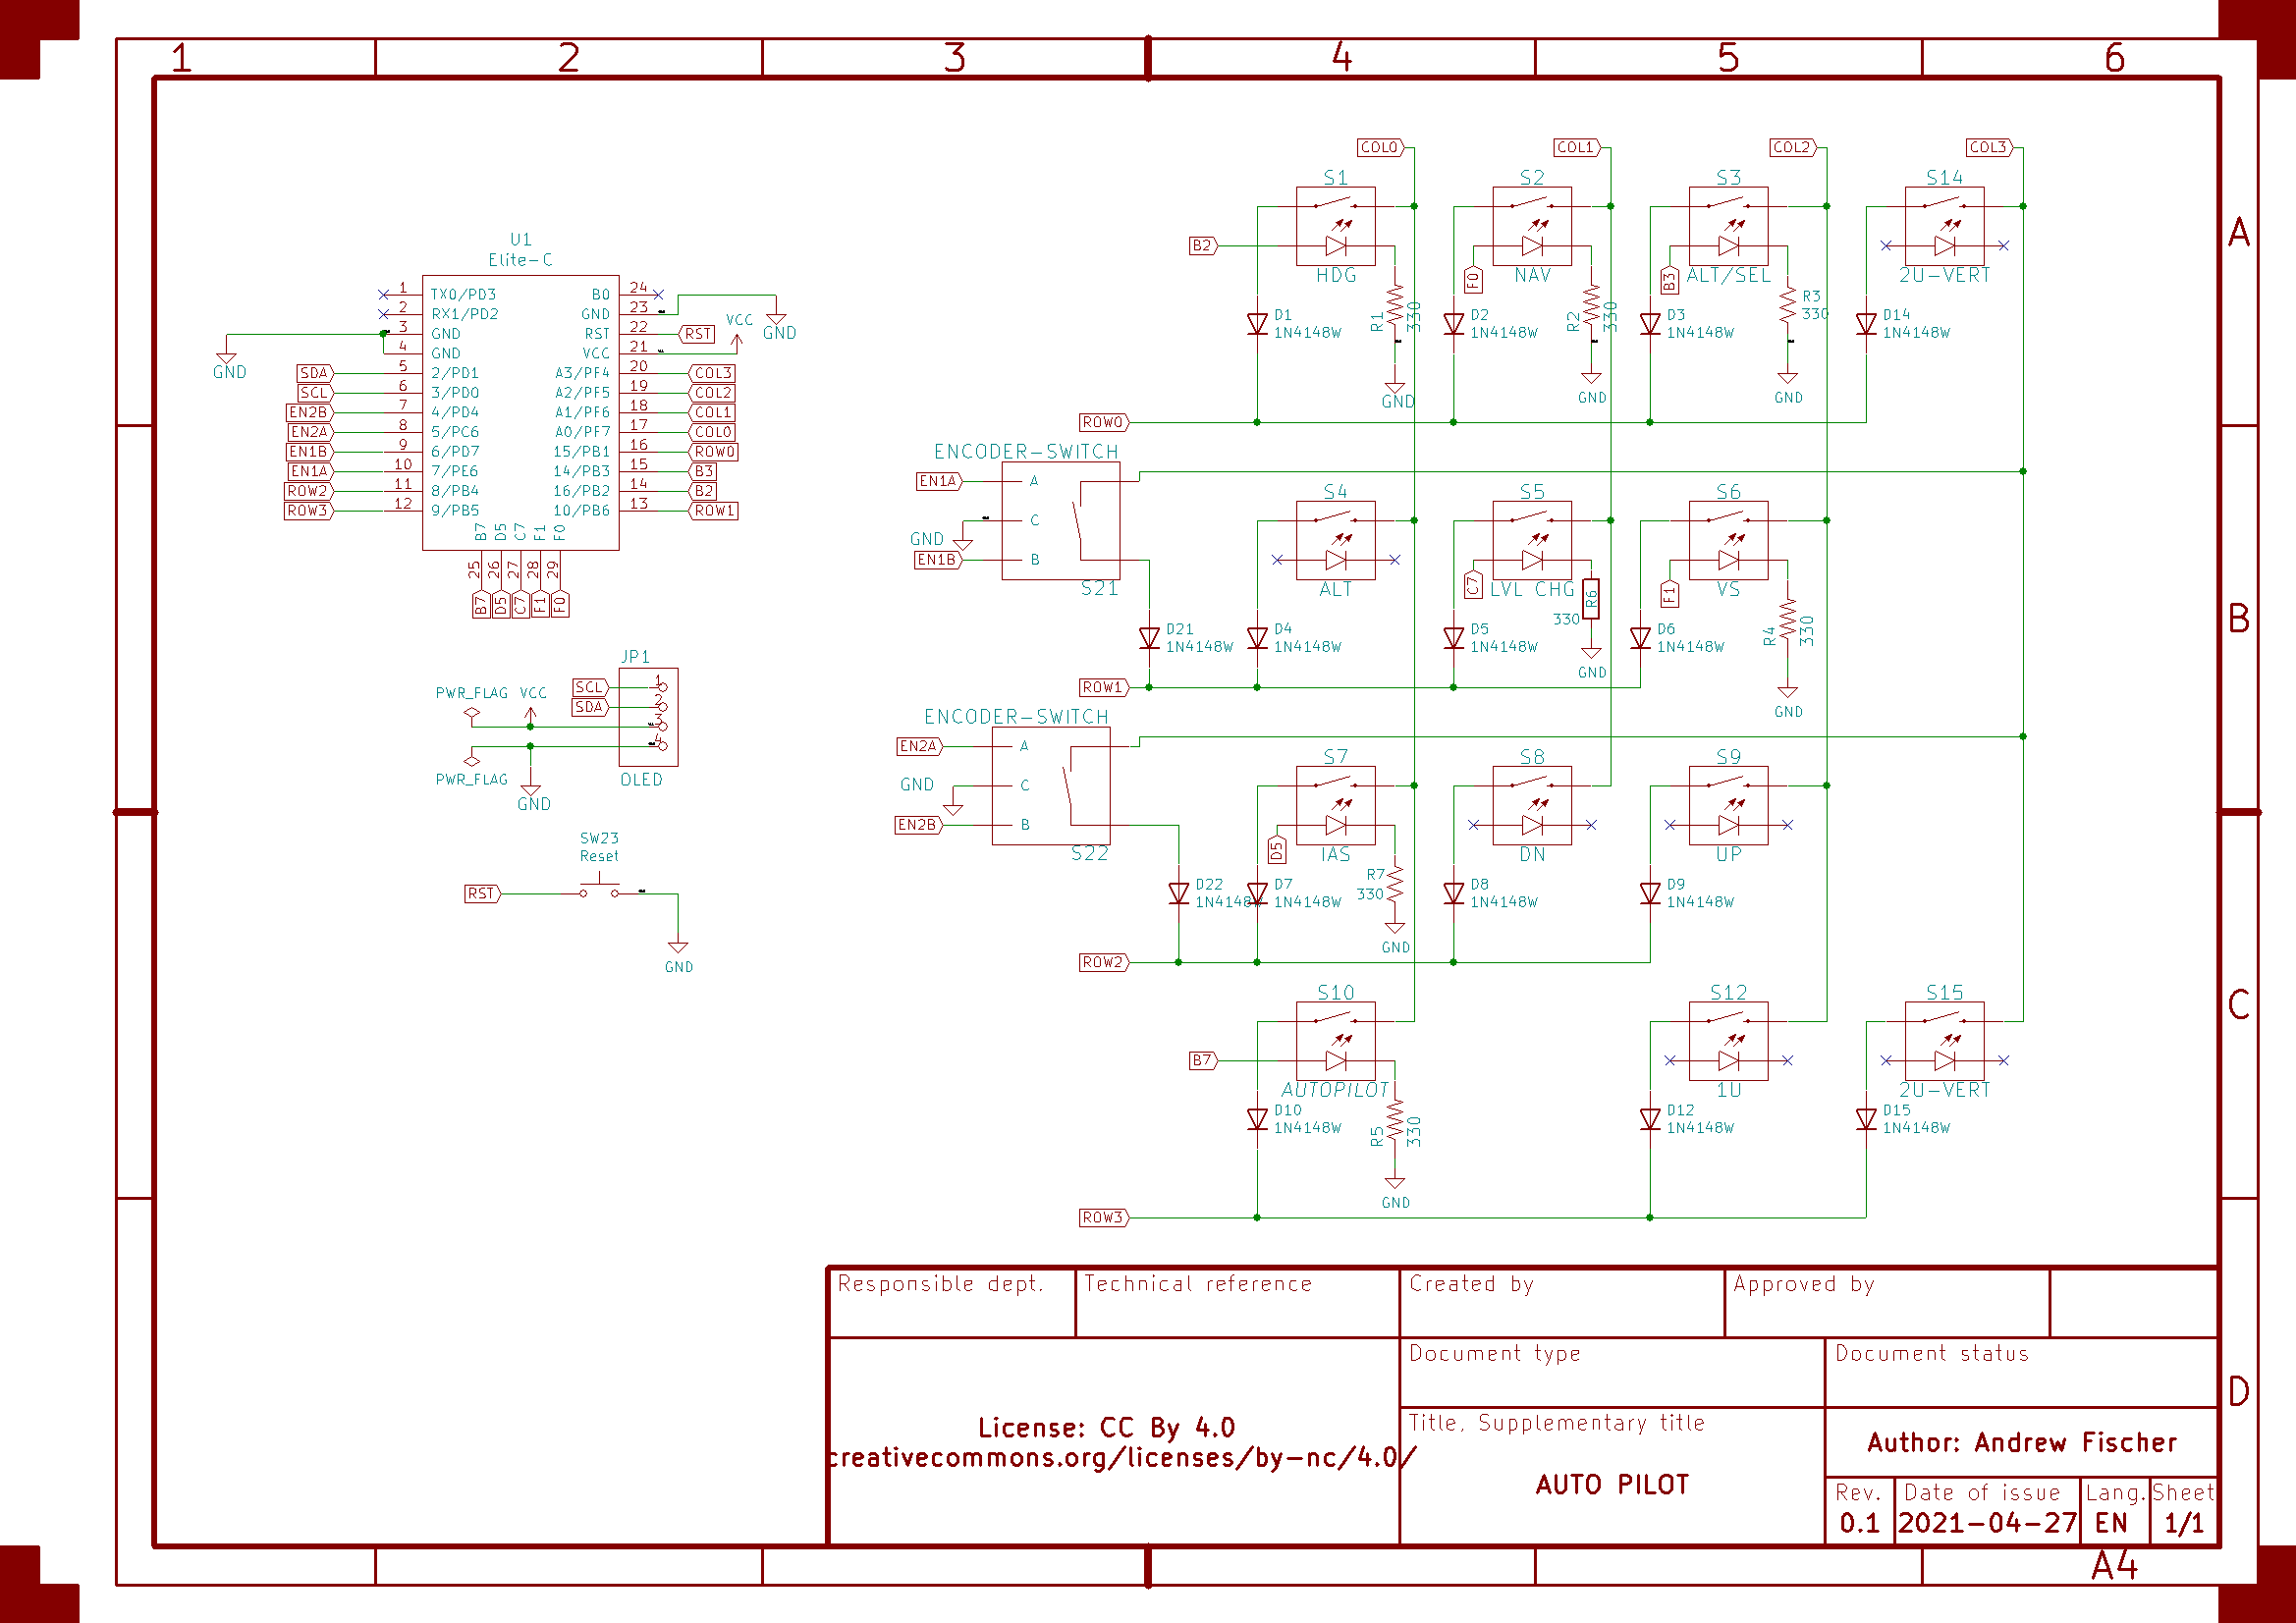 1 2 3 4 5 6
A
B
C
D
U1
Elite-C
1 TX0/PD3
2 RX1/PD2
3 GND
4 GND
5 2/PD1
6 3/PD0
7 4/PD4
8 5/PC6
9 6/PD7
10 7/PE6
11 8/PB4
12 9/PB5
B0 24
GND 23
RST 22
VCC 21
A3/PF4 20
A2/PF5 19
A1/PF6 18
A0/PF7 17
15/PB1 16
14/PB3 15
16/PB2 14
10/PB6 13
B7 D5 C7 F1 F0
25 26 27 28 29
B7 D5 C7 F1 F0
GND
SDA
SCL
EN2B
EN2A
EN1B
EN1A
ROW2
ROW3
GND
VCC
RST
COL3
COL2
COL1
COL0
ROW0
B3
B2
ROW1
JP1
SCL 1
SDA 2
3
4
OLED
PWR_FLAG VCC
PWR_FLAG
GND
SW23
Reset
RST
GND
COL0 COL1 COL2 COL3
S1 S2 S3 S14
B2 F0 B3
HDG NAV ALT/SEL 2U-VERT
D1
1N4148W
R1 330
GND
D2
1N4148W
R2 330
GND
D3
1N4148W
R3
330
GND
D14
1N4148W
ROW0
ENCODER-SWITCH
EN1A A
GND C
EN1B B
S21
S4 S5 S6
C7 F1
ALT LVL CHG VS
D21
1N4148W
D4
1N4148W
D5
1N4148W
R6
330
GND
D6
1N4148W
R4 330
GND
ROW1
ENCODER-SWITCH
EN2A A
GND C
EN2B B
S22
S7 S8 S9
D5
IAS DN UP
D22
1N4148W
D7
1N4148W
R7
330
GND
D8
1N4148W
D9
1N4148W
ROW2
S10 S12 S15
B7
AUTOPILOT 1U 2U-VERT
D10
1N4148W
R5 330
GND
D12
1N4148W
D15
1N4148W
ROW3
Responsible dept. Technical reference Created by Approved by
Document type Document status
License: CC By 4.0
creativecommons.org/licenses/by-nc/4.0/
Title, Supplementary title
AUTO PILOT
Author: Andrew Fischer
Rev. Date of issue Lang. Sheet
0.1 2021-04-27 EN 1/1
A4